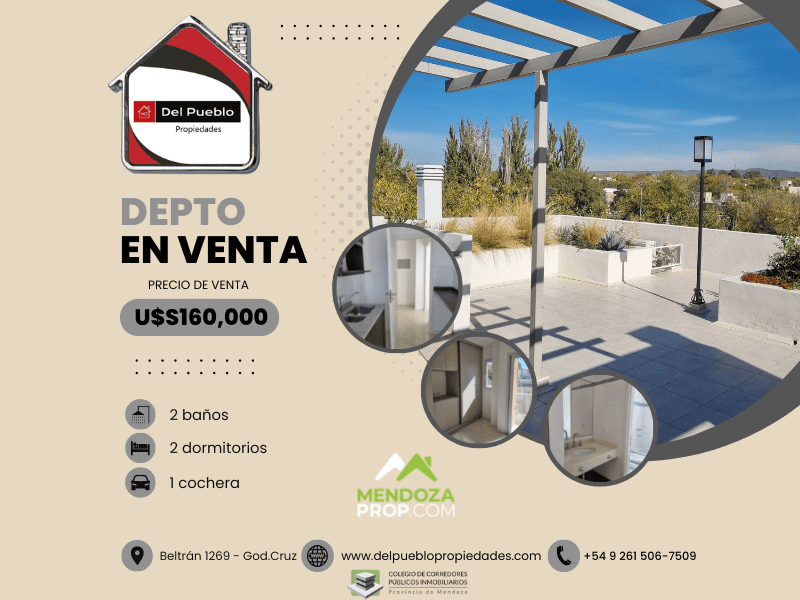 Del Pueblo
Propiedades
DEPTO
EN VENTA
PRECIO DE VENTA
U$S160,000
2 baños
2 dormitorios
1 cochera
MENDOZA
PROP.COM
Beltrán 1269 - God.Cruz
www.delpueblopropiedades.com
+54 9 261 506-7509
COLEGIO DE CORREDORES
PÚBLICOS INMOBILIARIOS
Provincia de Mendoza